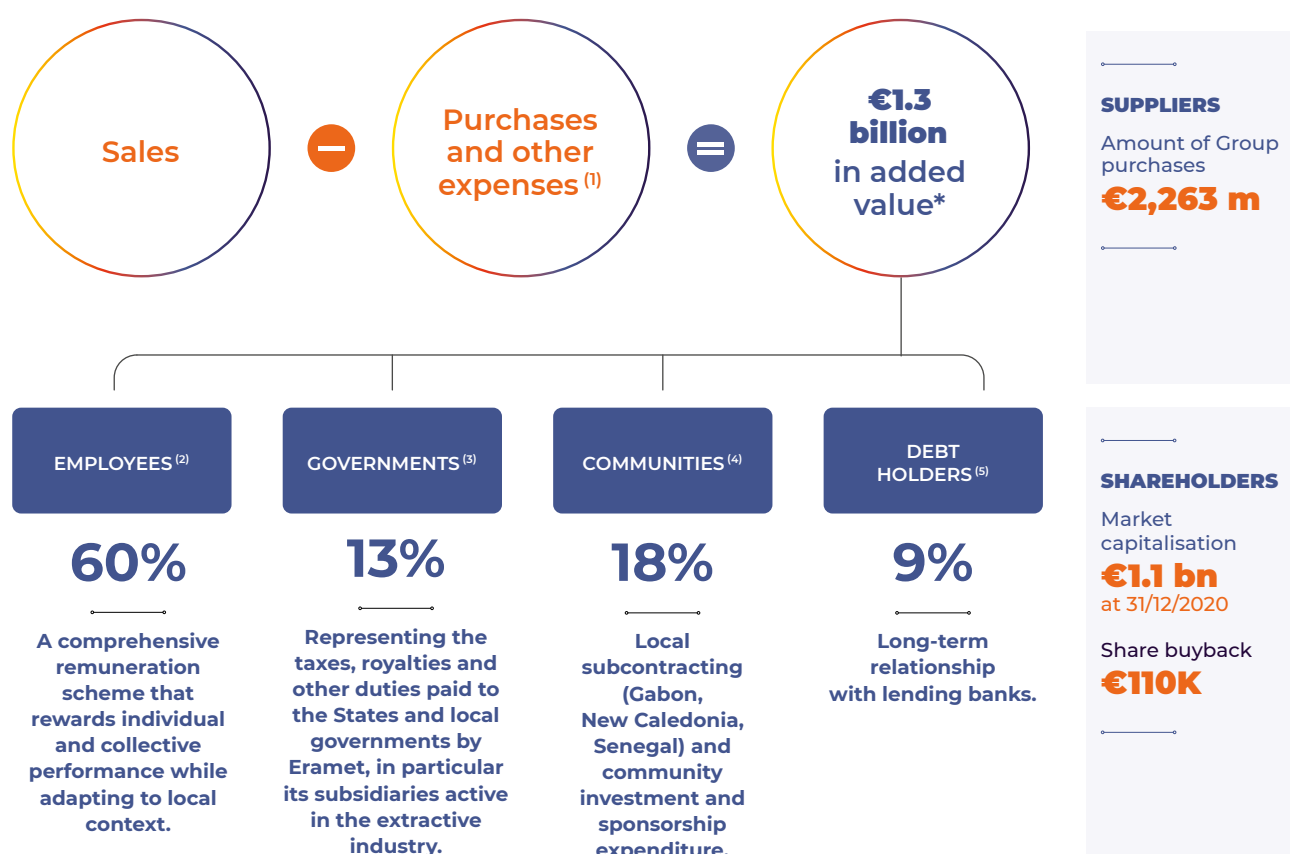 Sales
Purchases
and other
expenses (1)
€1.3
billion
in added
value*
EMPLOYEES (2)
60%
A comprehensive
remuneration
scheme that
rewards individual
and collective
performance while
adapting to local
context.
GOVERNMENTS (3)
13%
Representing the
taxes, royalties and
other duties paid to
the States and local
governments by
Eramet, in particular
its subsidiaries active
in the extractive
industry.
COMMUNITIES (4)
18%
Local
subcontracting
(Gabon,
New Caledonia,
Senegal) and
community
investment and
sponsorship
expenditure.
DEBT
HOLDERS (5)
9%
Long-term
relationship
with lending banks.
SUPPLIERS
Amount of Group
purchases
€2,263 m
SHAREHOLDERS
Market
capitalisation
€1.1 bn
at 31/12/2020
Share buyback
€110K